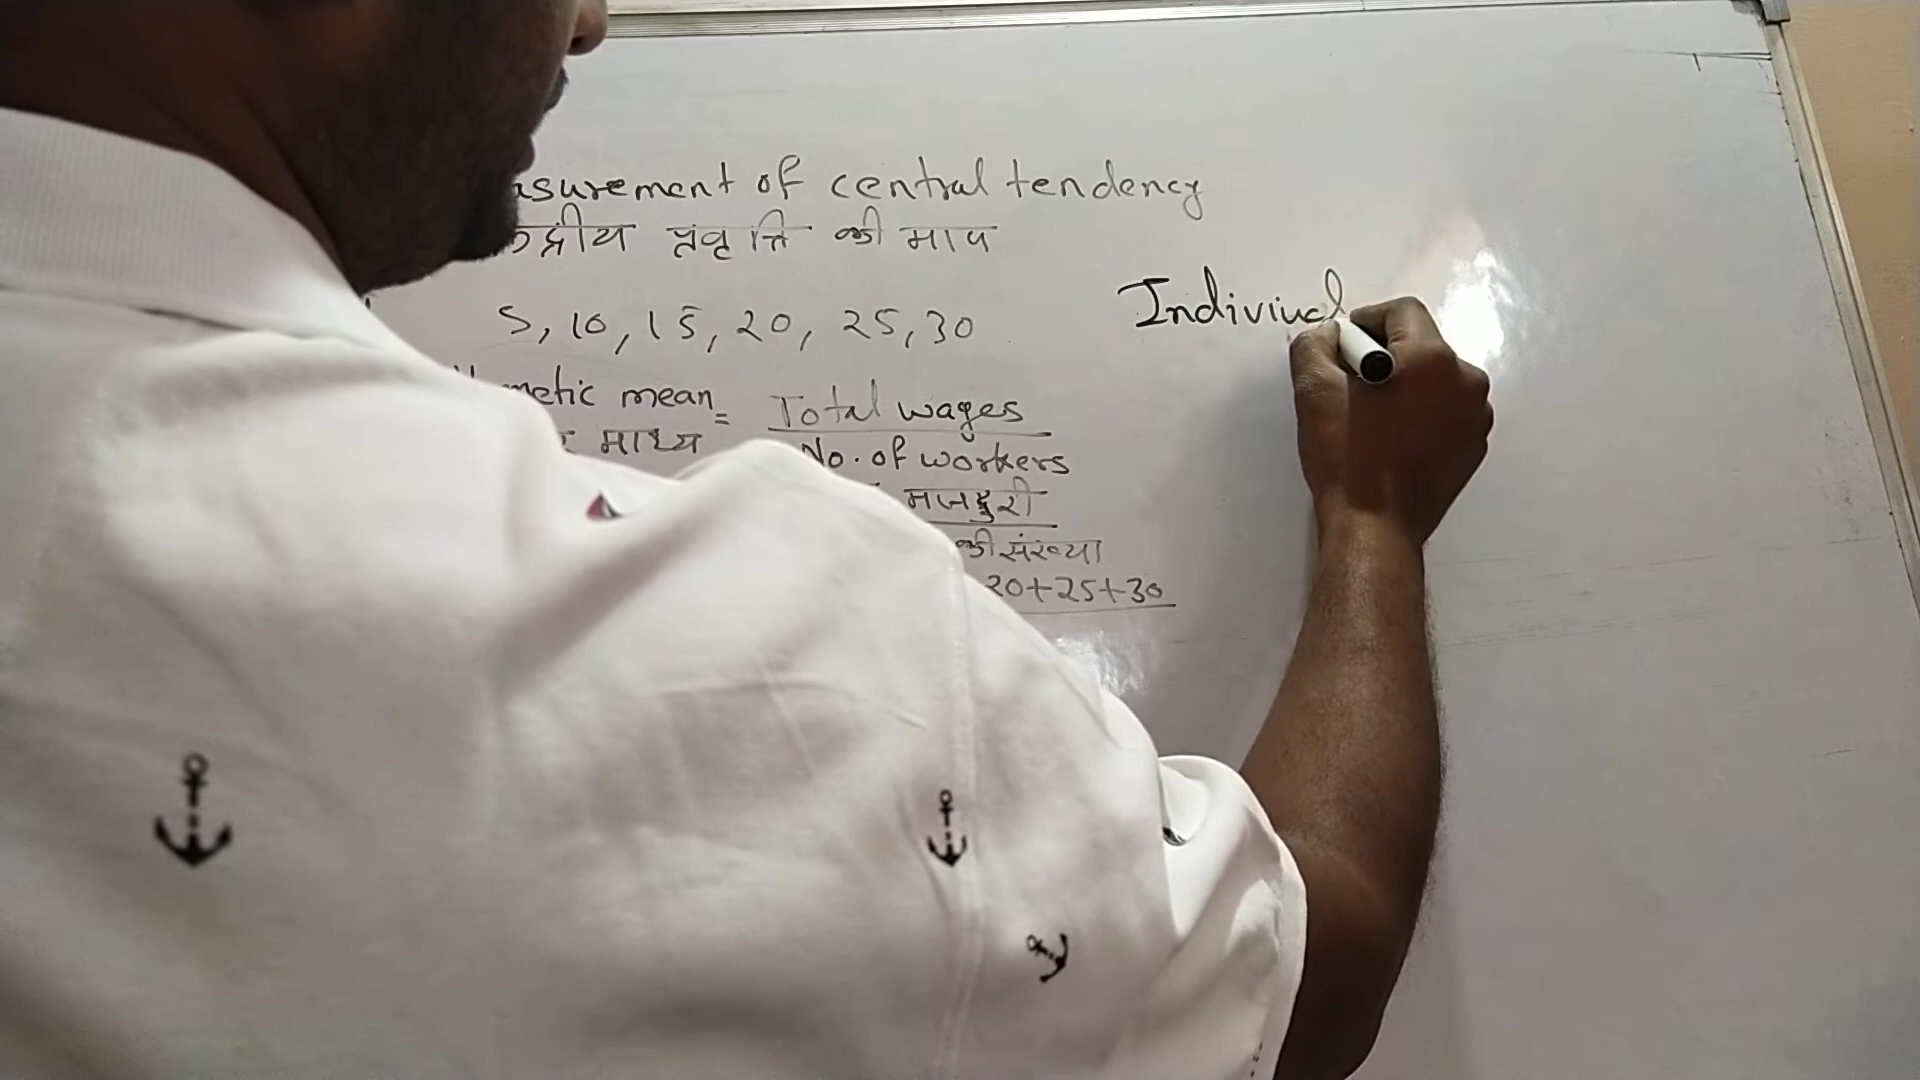 asurement of central tendency
केंद्रीय प्रवृत्ति की माप
5, 10, 15, 20, 25, 30
metic mean = Total wages
माध्य No. of workers
मजदुरी
की संख्या
20+25+30
Indiviud